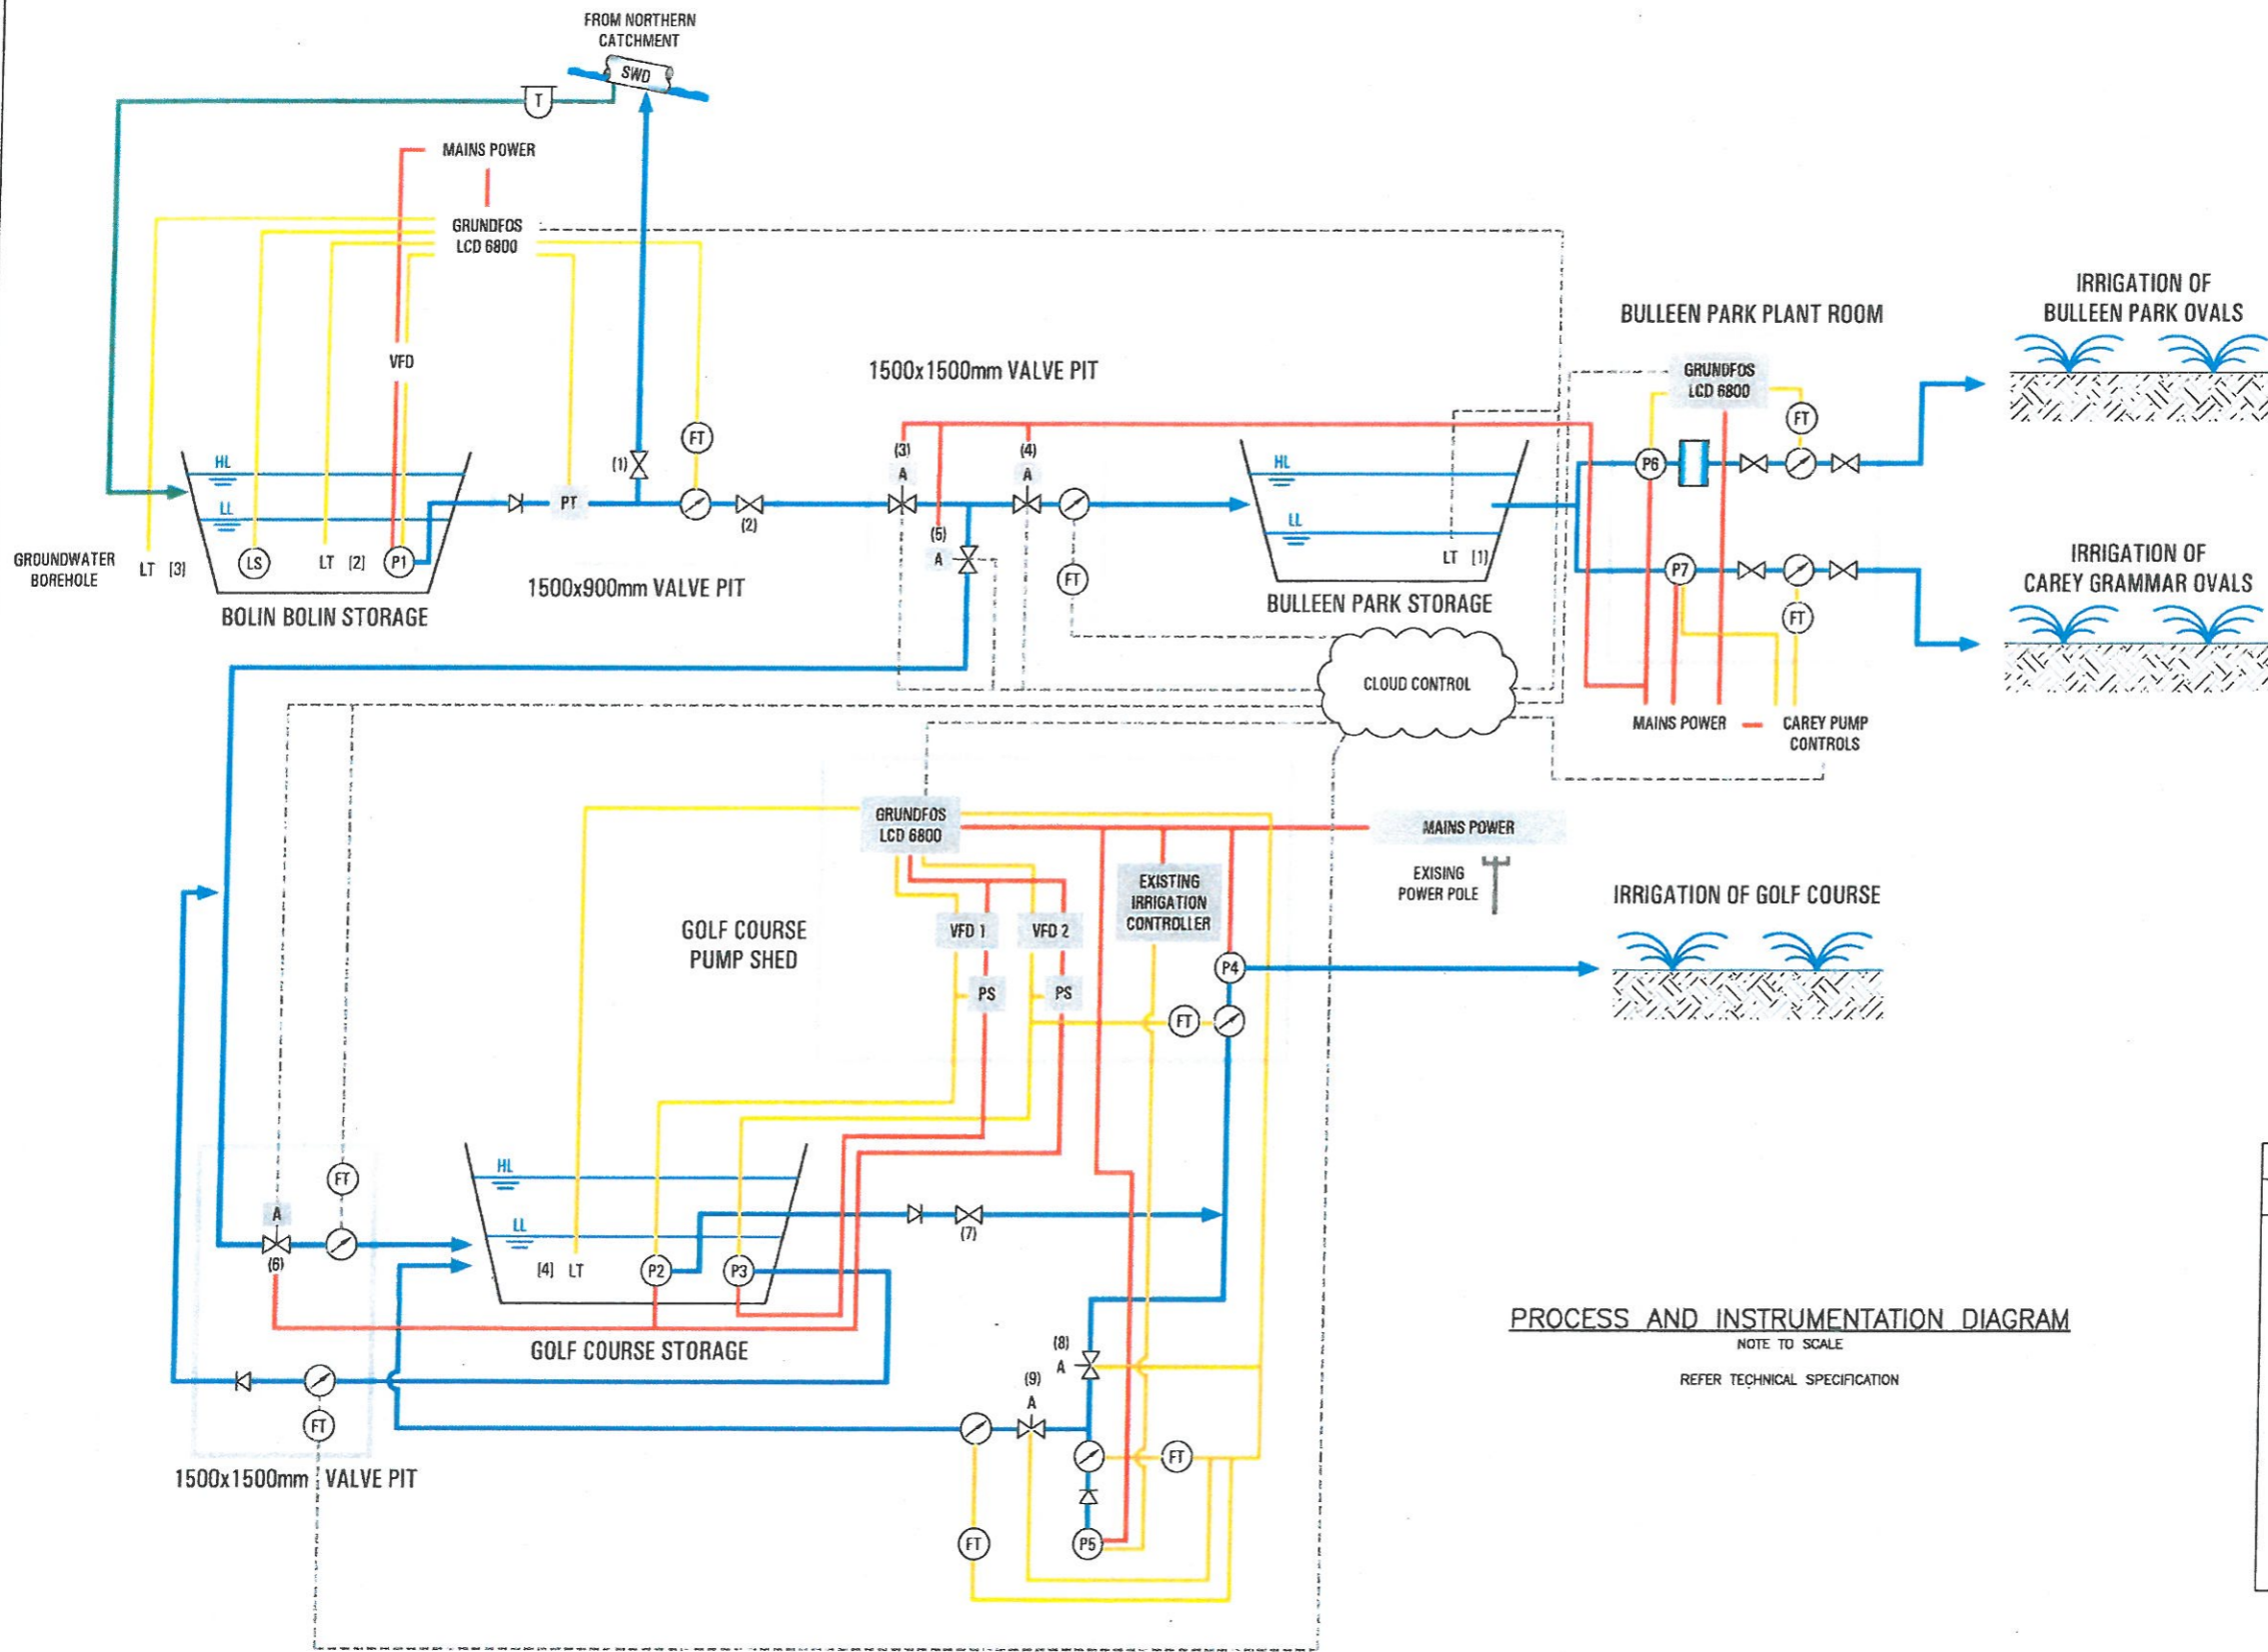 FROM NORTHERN
CATCHMENT
SWD
T
MAINS POWER
GRUNDFOS
LCD 6800
VFD
HL
LL
GROUNDWATER
BOREHOLE
LT [3]
LS
LT [2]
P1
BOLIN BOLIN STORAGE
PT
(1)
FT
(2)
1500x900mm VALVE PIT
1500x1500mm VALVE PIT
(3)
A
(4)
A
(5)
A
FT
HL
LL
LT [1]
BULLEEN PARK STORAGE
BULLEEN PARK PLANT ROOM
GRUNDFOS
LCD 6800
FT
P6
P7
FT
MAINS POWER
CAREY PUMP
CONTROLS
IRRIGATION OF
BULLEEN PARK OVALS
IRRIGATION OF
CAREY GRAMMAR OVALS
CLOUD CONTROL
GRUNDFOS
LCD 6800
MAINS POWER
EXISING
POWER POLE
EXISTING
IRRIGATION
CONTROLLER
VFD 1
VFD 2
PS
PS
GOLF COURSE
PUMP SHED
P4
FT
IRRIGATION OF GOLF COURSE
FT
A
(6)
HL
LL
[4] LT
P2
P3
(7)
GOLF COURSE STORAGE
FT
1500x1500mm VALVE PIT
(8)
A
(9)
A
FT
FT
P5
PROCESS AND INSTRUMENTATION DIAGRAM
NOTE TO SCALE
REFER TECHNICAL SPECIFICATION